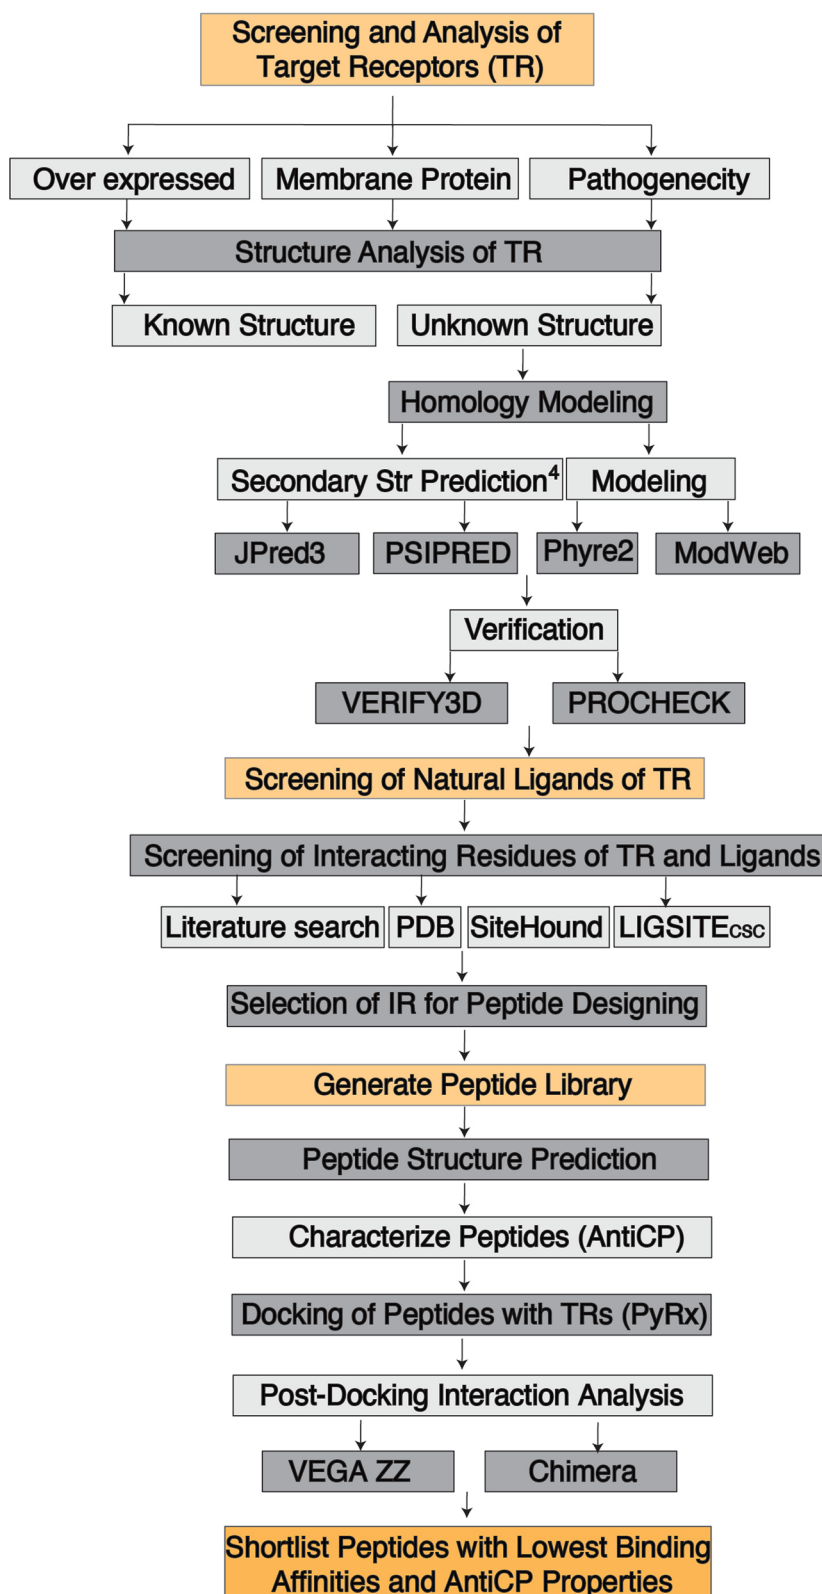 Screening and Analysis of
Target Receptors (TR)
Over expressed
Membrane Protein
Pathogenecity
Structure Analysis of TR
Known Structure
Unknown Structure
Homology Modeling
Secondary Str Prediction⁴
Modeling
JPred3
PSIPRED
Phyre2
ModWeb
Verification
VERIFY3D
PROCHECK
Screening of Natural Ligands of TR
Screening of Interacting Residues of TR and Ligands
Literature search
PDB
SiteHound
LIGSITEcsc
Selection of IR for Peptide Designing
Generate Peptide Library
Peptide Structure Prediction
Characterize Peptides (AntiCP)
Docking of Peptides with TRs (PyRx)
Post-Docking Interaction Analysis
VEGA ZZ
Chimera
Shortlist Peptides with Lowest Binding
Affinities and AntiCP Properties